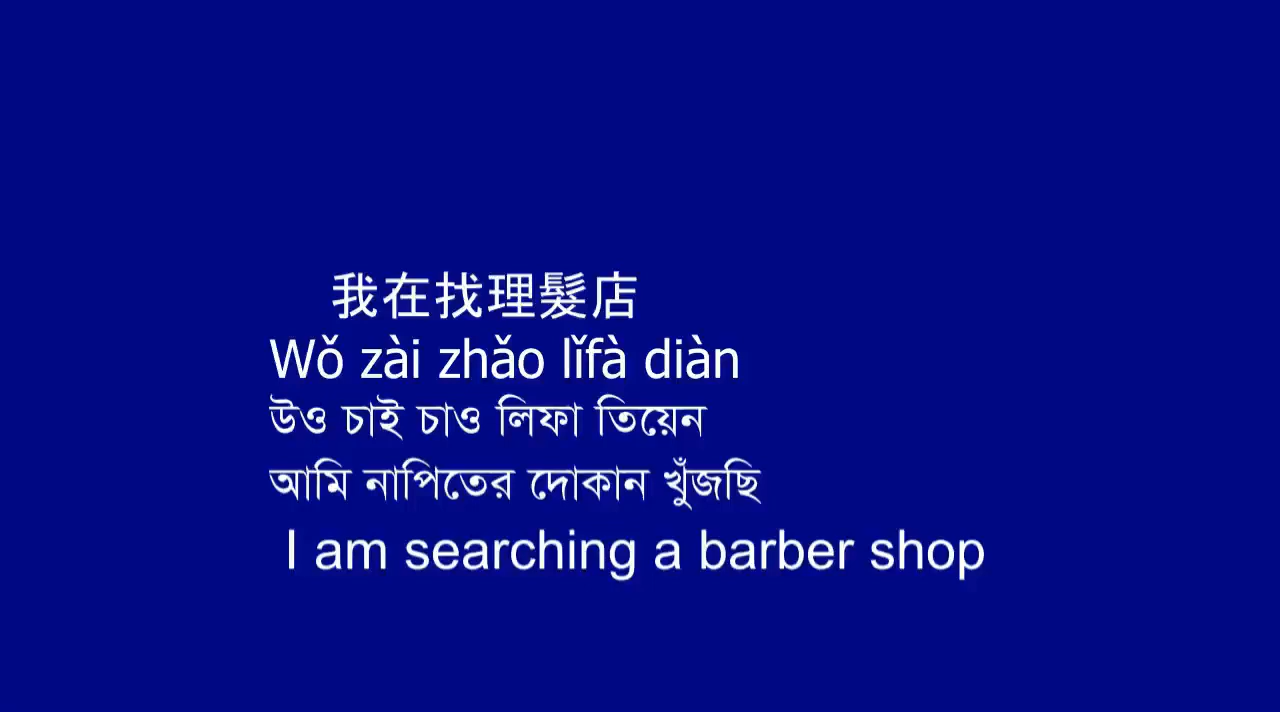 我在找理髮店
Wǒ zài zhǎo lǐfà diàn
উও চাই চাও লিফা তিয়েন
আমি নাপিতের দোকান খুঁজছি
I am searching a barber shop